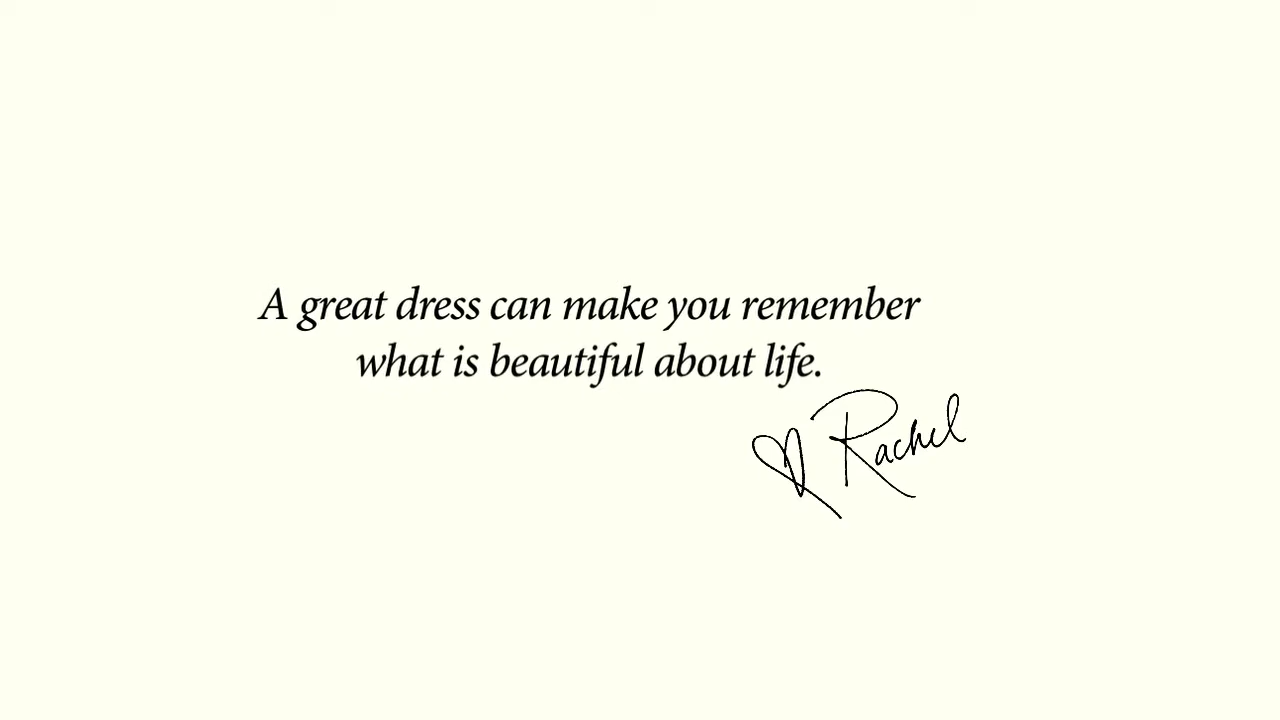 A great dress can make you remember
what is beautiful about life.
Rachel